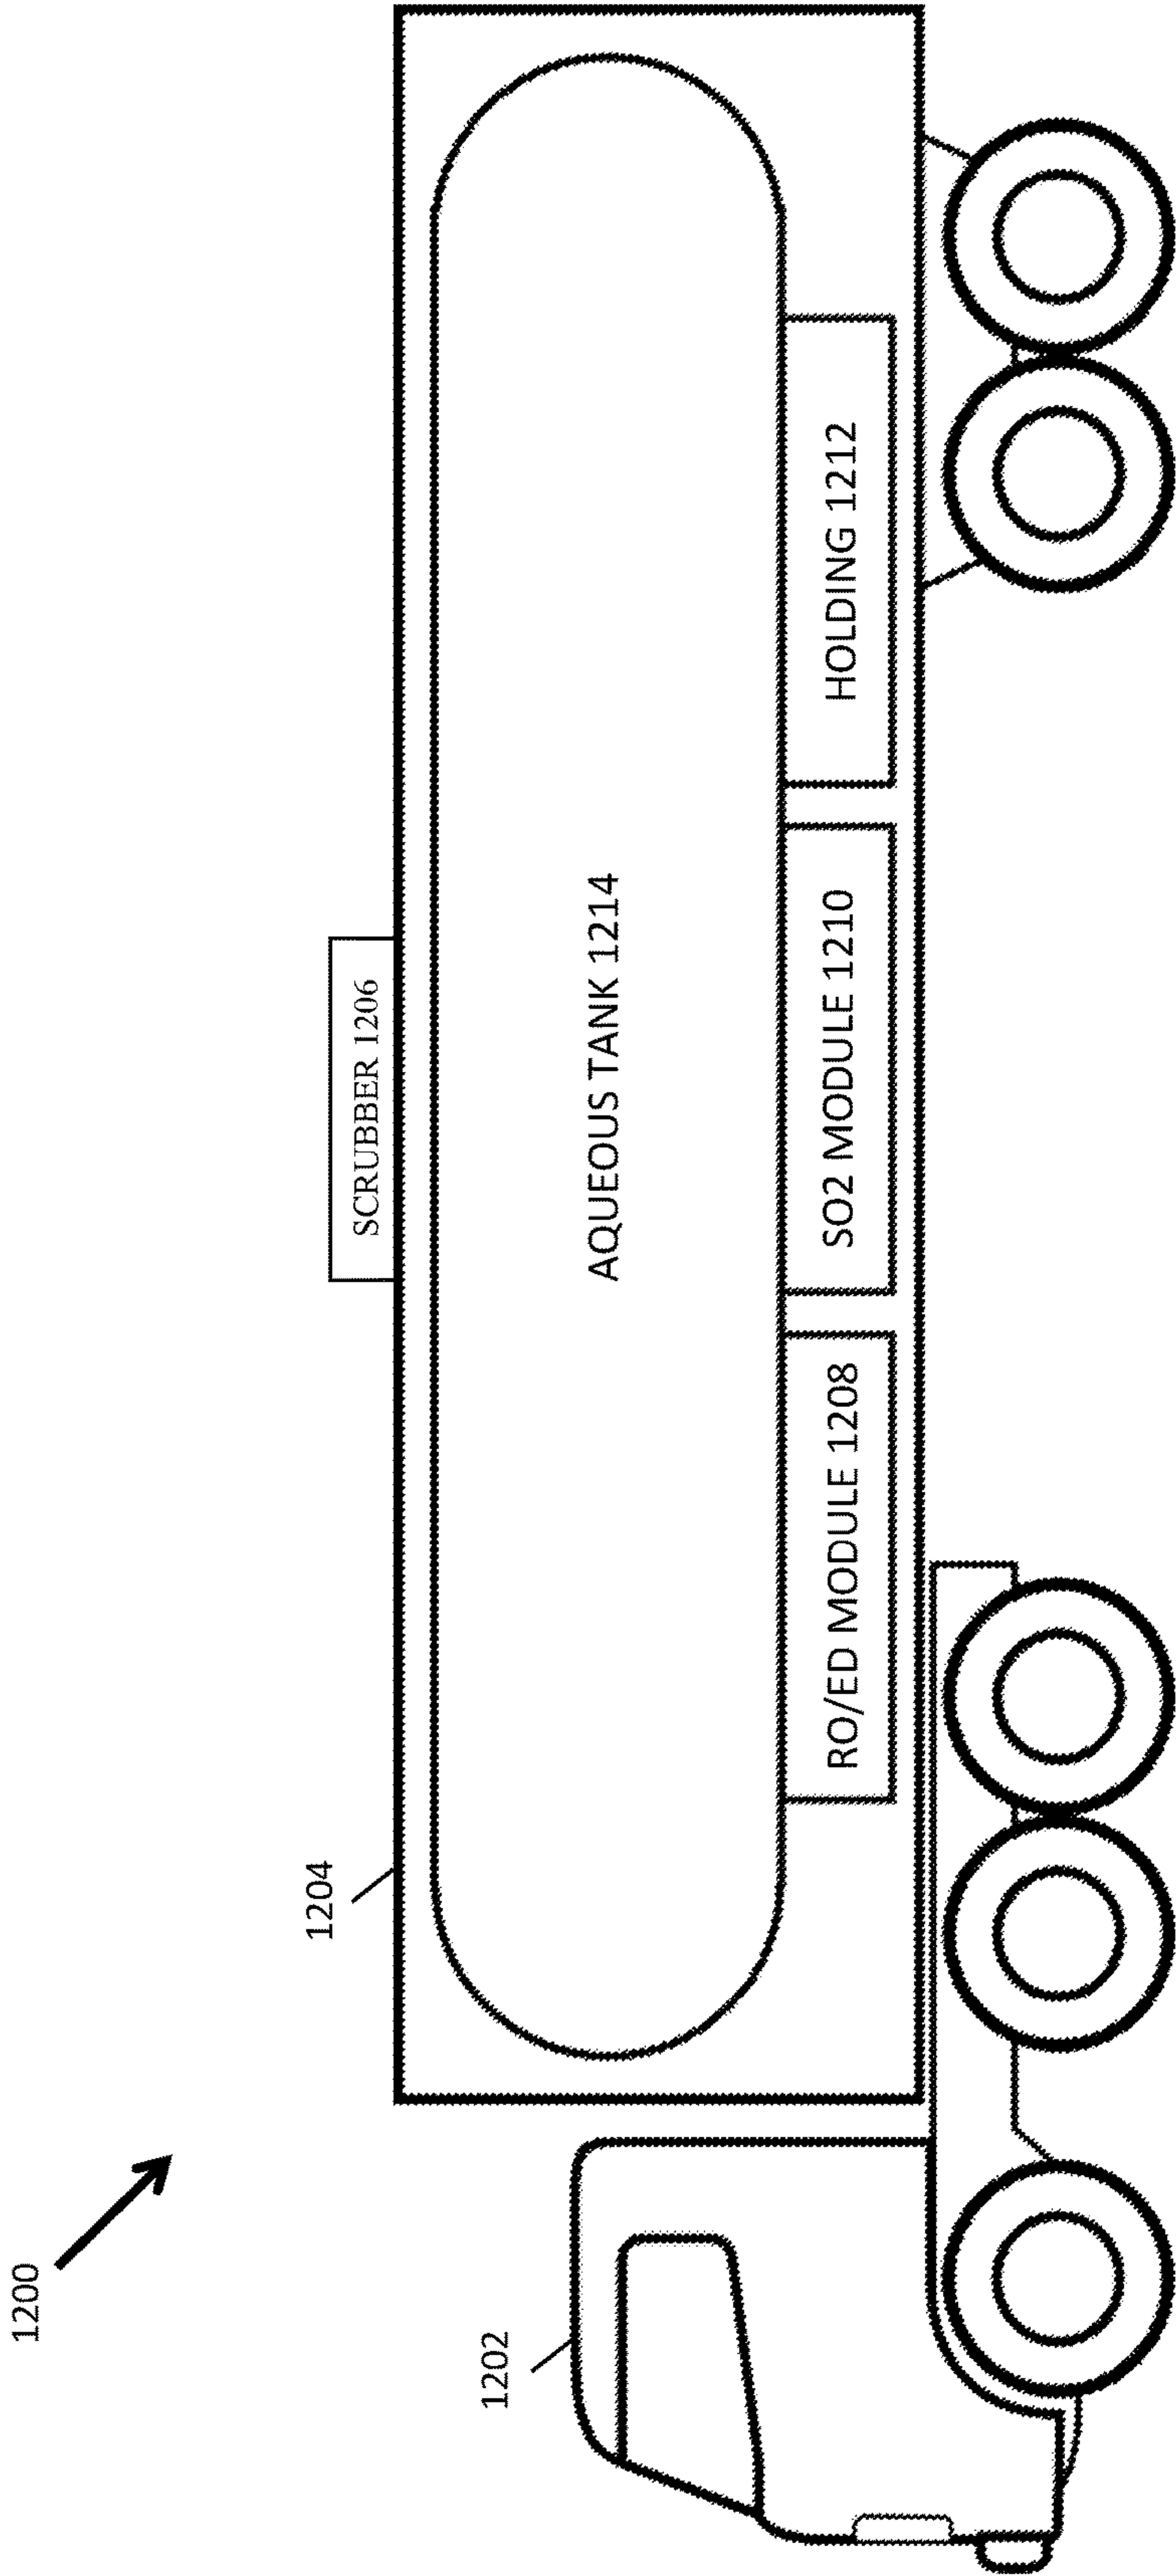 1200
1202
1204
SCRUBBER 1206
AQUEOUS TANK 1214
RO/ED MODULE 1208
SO2 MODULE 1210
HOLDING 1212